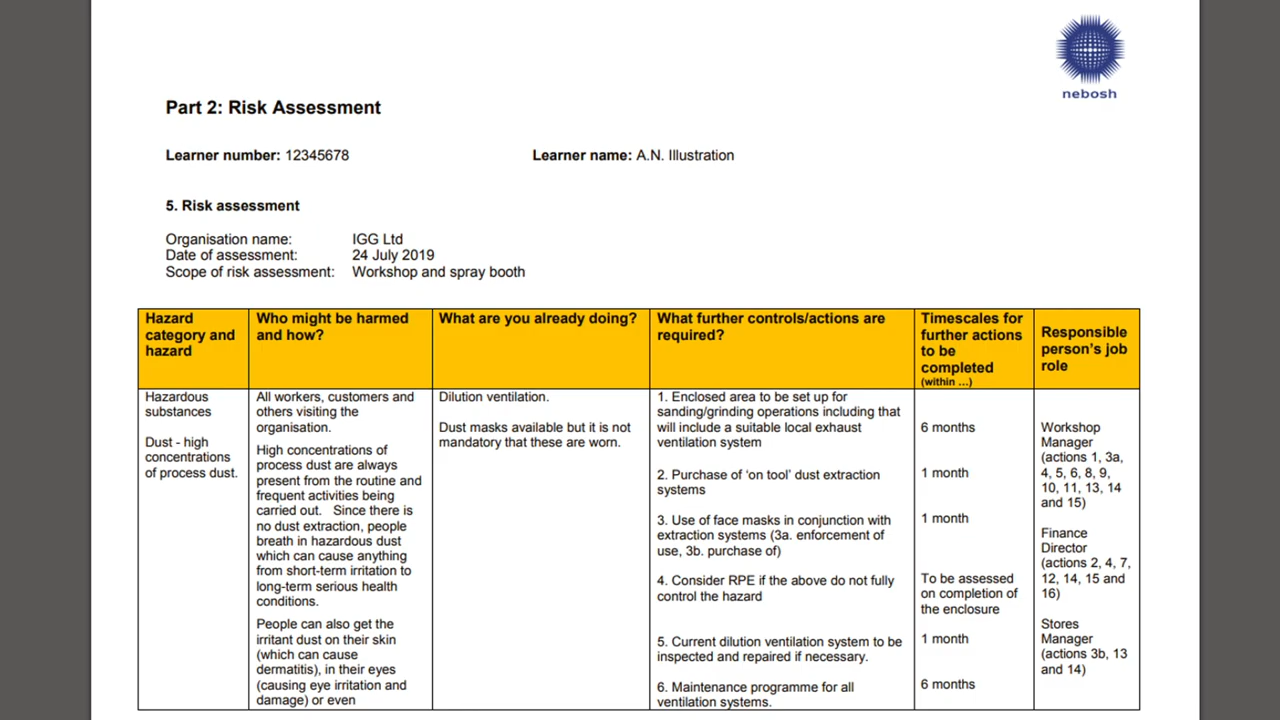 nebosh
Part 2: Risk Assessment
Learner number: 12345678
Learner name: A.N. Illustration
5. Risk assessment
Organisation name: IGG Ltd
Date of assessment: 24 July 2019
Scope of risk assessment: Workshop and spray booth
Hazard
category and
hazard
Who might be harmed
and how?
What are you already doing?
What further controls/actions are
required?
Timescales for
further actions
to be
completed
(within ...)
Responsible
person's job
role
Hazardous
substances
Dust - high
concentrations
of process dust.
All workers, customers and
others visiting the
organisation.
High concentrations of
process dust are always
present from the routine and
frequent activities being
carried out. Since there is
no dust extraction, people
breath in hazardous dust
which can cause anything
from short-term irritation to
long-term serious health
conditions.
People can also get the
irritant dust on their skin
(which can cause
dermatitis), in their eyes
(causing eye irritation and
damage) or even
Dilution ventilation.
Dust masks available but it is not
mandatory that these are worn.
1. Enclosed area to be set up for
sanding/grinding operations including that
will include a suitable local exhaust
ventilation system
2. Purchase of 'on tool' dust extraction
systems
3. Use of face masks in conjunction with
extraction systems (3a. enforcement of
use, 3b. purchase of)
4. Consider RPE if the above do not fully
control the hazard
5. Current dilution ventilation system to be
inspected and repaired if necessary.
6. Maintenance programme for all
ventilation systems.
6 months
1 month
1 month
To be assessed
on completion of
the enclosure
1 month
6 months
Workshop
Manager
(actions 1, 3a,
4, 5, 6, 8, 9,
10, 11, 13, 14
and 15)
Finance
Director
(actions 2, 4, 7,
12, 14, 15 and
16)
Stores
Manager
(actions 3b, 13
and 14)